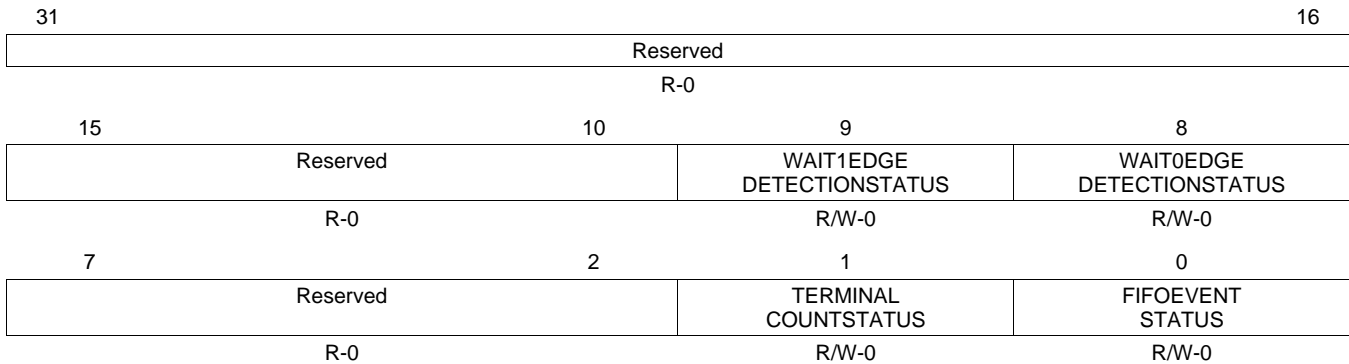 31 16
Reserved
R-0
15 10 9 8
Reserved WAIT1EDGE WAIT0EDGE
DETECTIONSTATUS DETECTIONSTATUS
R-0 R/W-0 R/W-0
7 2 1 0
Reserved TERMINAL FIFOEVENT
COUNTSTATUS STATUS
R-0 R/W-0 R/W-0